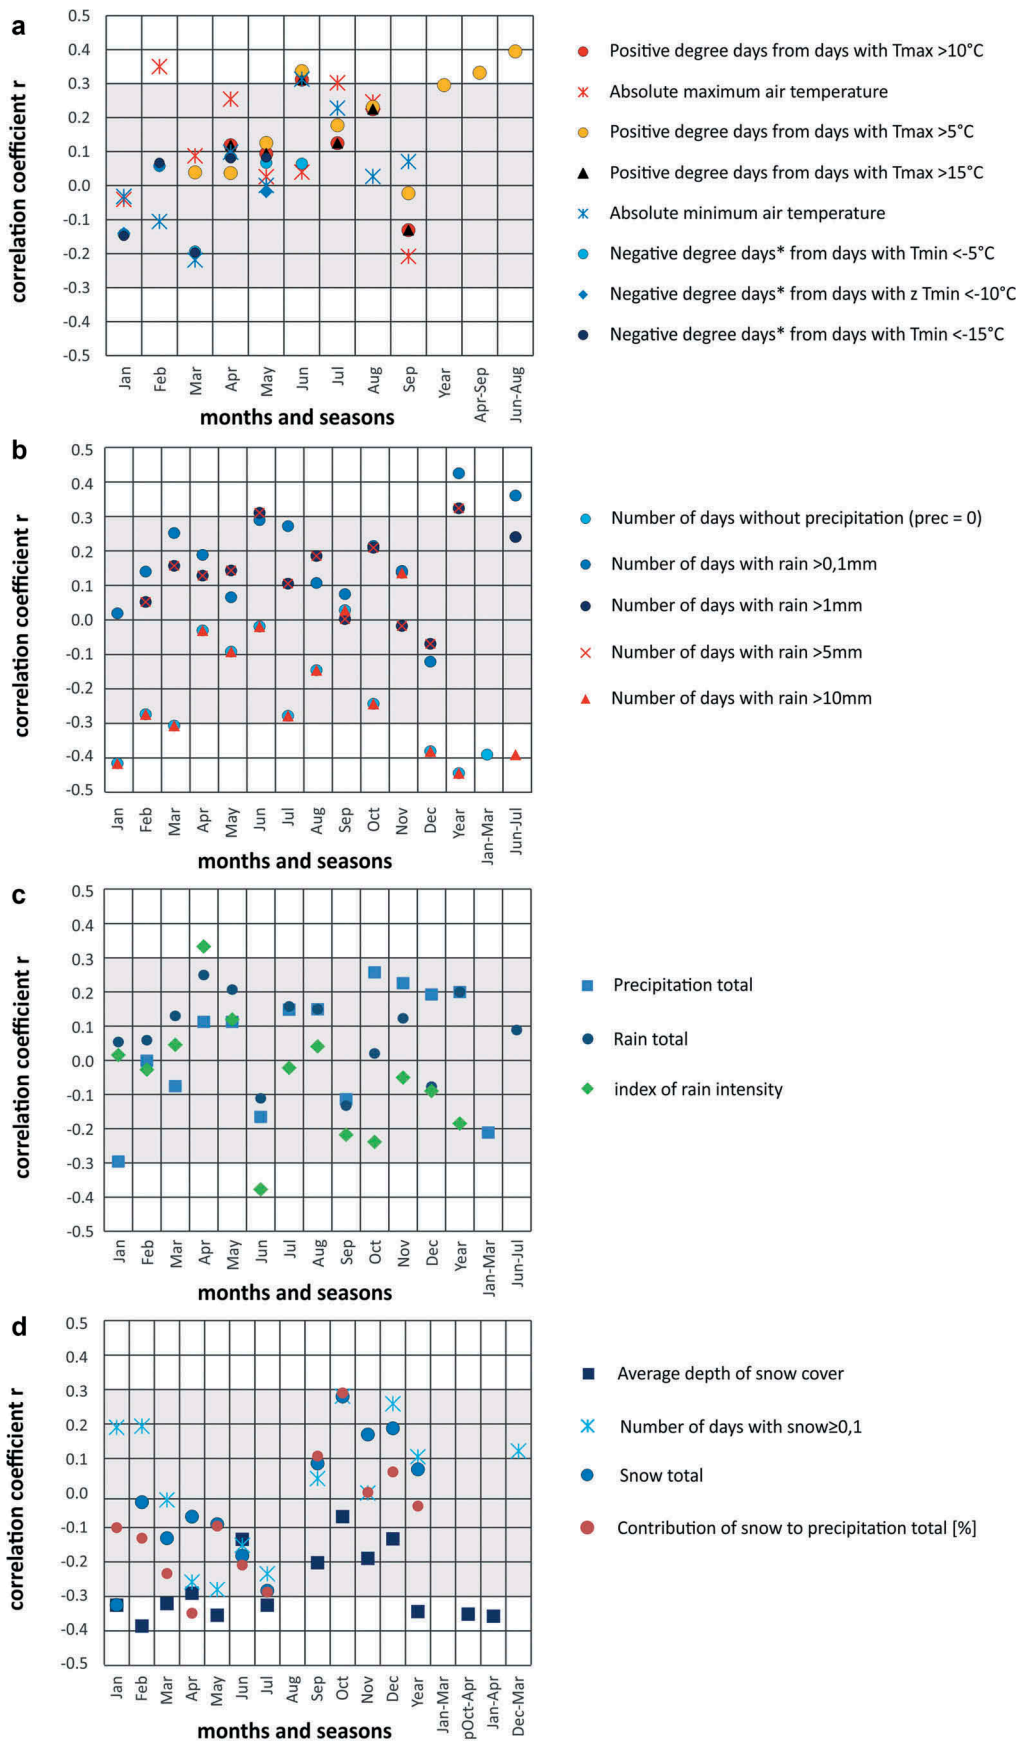 a
correlation coefficient r
0.5
0.4
0.3
0.2
0.1
0.0
-0.1
-0.2
-0.3
-0.4
-0.5
Jan
Feb
Mar
Apr
May
Jun
Jul
Aug
Sep
Year
Apr-Sep
Jun-Aug
months and seasons
Positive degree days from days with Tmax >10°C
Absolute maximum air temperature
Positive degree days from days with Tmax >5°C
Positive degree days from days with Tmax >15°C
Absolute minimum air temperature
Negative degree days* from days with Tmin <-5°C
Negative degree days* from days with z Tmin <-10°C
Negative degree days* from days with Tmin <-15°C
b
correlation coefficient r
0.5
0.4
0.3
0.2
0.1
0.0
-0.1
-0.2
-0.3
-0.4
-0.5
Jan
Feb
Mar
Apr
May
Jun
Jul
Aug
Sep
Oct
Nov
Dec
Year
Jan-Mar
Jun-Jul
months and seasons
Number of days without precipitation (prec = 0)
Number of days with rain >0,1mm
Number of days with rain >1mm
Number of days with rain >5mm
Number of days with rain >10mm
c
correlation coefficient r
0.5
0.4
0.3
0.2
0.1
0.0
-0.1
-0.2
-0.3
-0.4
-0.5
Jan
Feb
Mar
Apr
May
Jun
Jul
Aug
Sep
Oct
Nov
Dec
Year
Jan-Mar
Jun-Jul
months and seasons
Precipitation total
Rain total
index of rain intensity
d
correlation coefficient r
0.5
0.4
0.3
0.2
0.1
0.0
-0.1
-0.2
-0.3
-0.4
-0.5
Jan
Feb
Mar
Apr
May
Jun
Jul
Aug
Sep
Oct
Nov
Dec
Year
Jan-Mar
pOct-Apr
Jan-Apr
Dec-Mar
months and seasons
Average depth of snow cover
Number of days with snow≥0,1
Snow total
Contribution of snow to precipitation total [%]